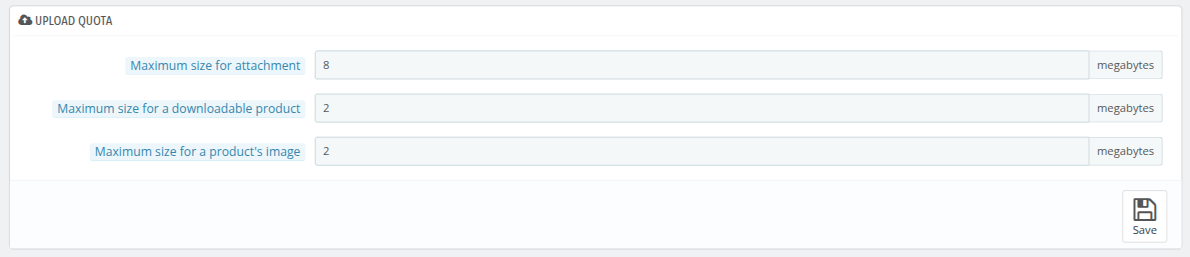 UPLOAD QUOTA
Maximum size for attachment 8 megabytes
Maximum size for a downloadable product 2 megabytes
Maximum size for a product's image 2 megabytes
Save